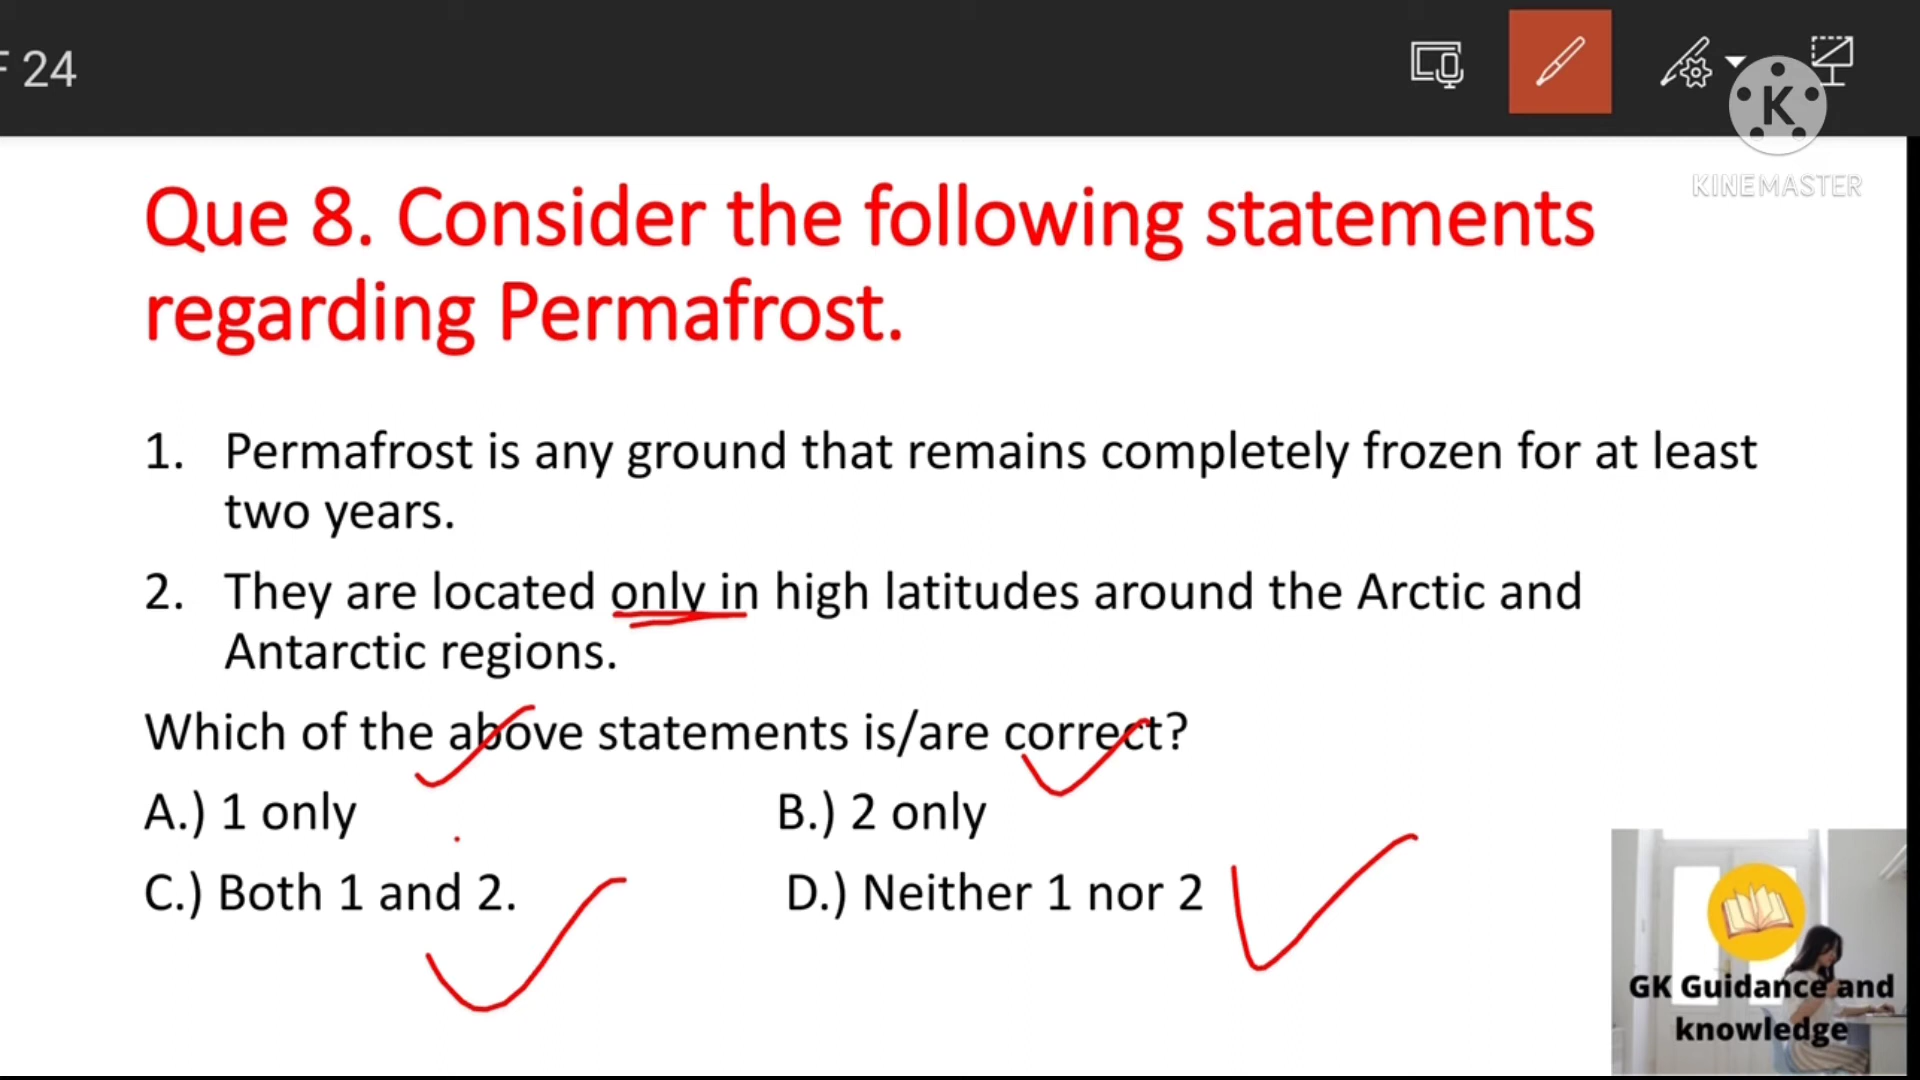 F 24
K
KINEMASTER
Que 8. Consider the following statements
regarding Permafrost.
1. Permafrost is any ground that remains completely frozen for at least
two years.
2. They are located only in high latitudes around the Arctic and
Antarctic regions.
Which of the above statements is/are correct?
A.) 1 only B.) 2 only
C.) Both 1 and 2. D.) Neither 1 nor 2
GK Guidance and
knowledge